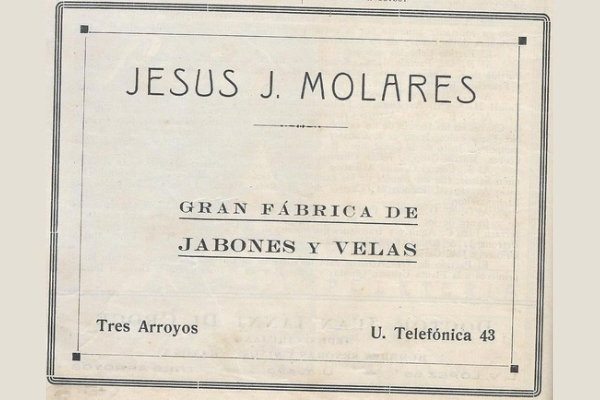 JESUS J. MOLARES
GRAN FÁBRICA DE
JABONES Y VELAS
Tres Arroyos
U. Telefónica 43